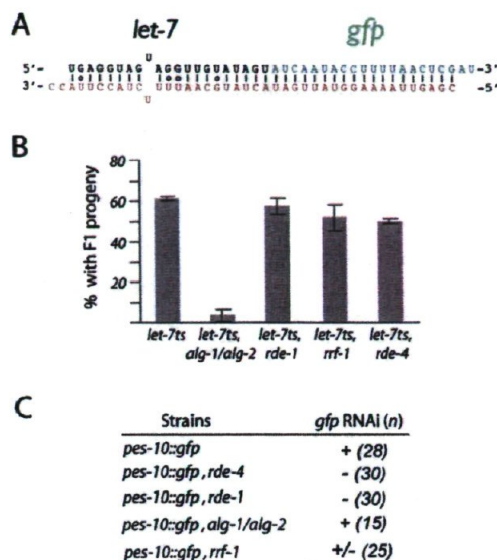 A
let-7
gfp
U
5'- UGAGGUAG AGGUUGUAUAGUAUCAAUACCUUUUAACUCGAU -3'
3'- CCAUUCCAUC UUUAACGUAUCAUAGUUAUGGAAAAUUGAGC -5'
U
B
% with F1 progeny
80
60
40
20
let-7ts
let-7ts, alg-1/alg-2
let-7ts, rde-1
let-7ts, rrf-1
let-7ts, rde-4
C
Strains gfp RNAi (n)
pes-10::gfp + (28)
pes-10::gfp, rde-4 - (30)
pes-10::gfp, rde-1 - (30)
pes-10::gfp, alg-1/alg-2 + (15)
pes-10::gfp, rrf-1 +/- (25)